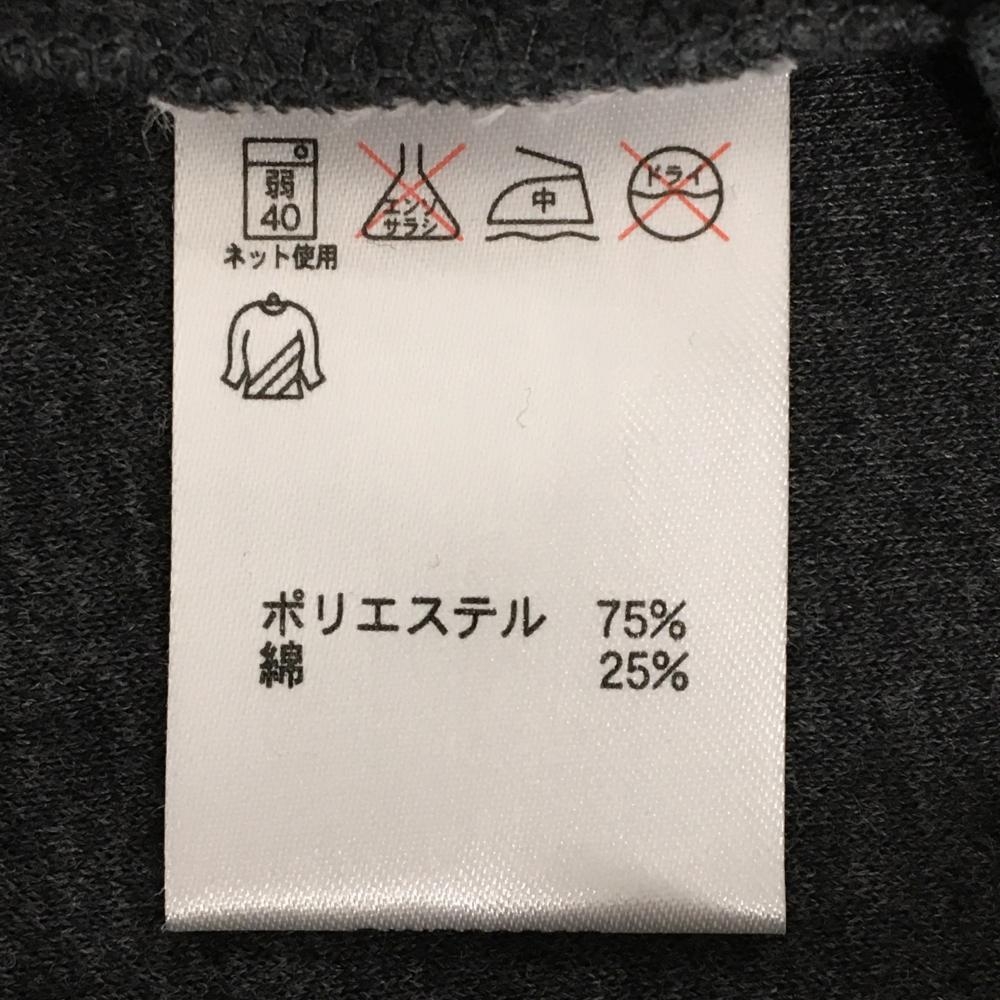 弱
40
ネット使用
エンソ
サラシ
中
ドライ
ポリエステル 75%
綿 25%